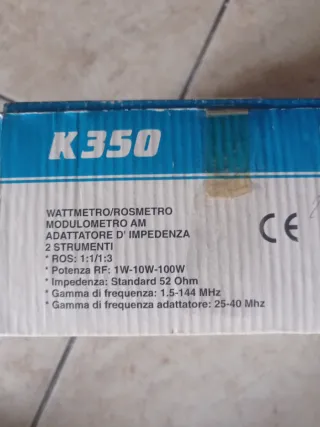 K350
WATTMETRO/ROSMETRO
MODULOMETRO AM
ADATTATORE D' IMPEDENZA
2 STRUMENTI
* ROS: 1:1/1:3
* Potenza RF: 1W-10W-100W
* Impedenza: Standard 52 Ohm
* Gamma di frequenza: 1.5-144 MHz
* Gamma di frequenza adattatore: 25-40 Mhz
CE